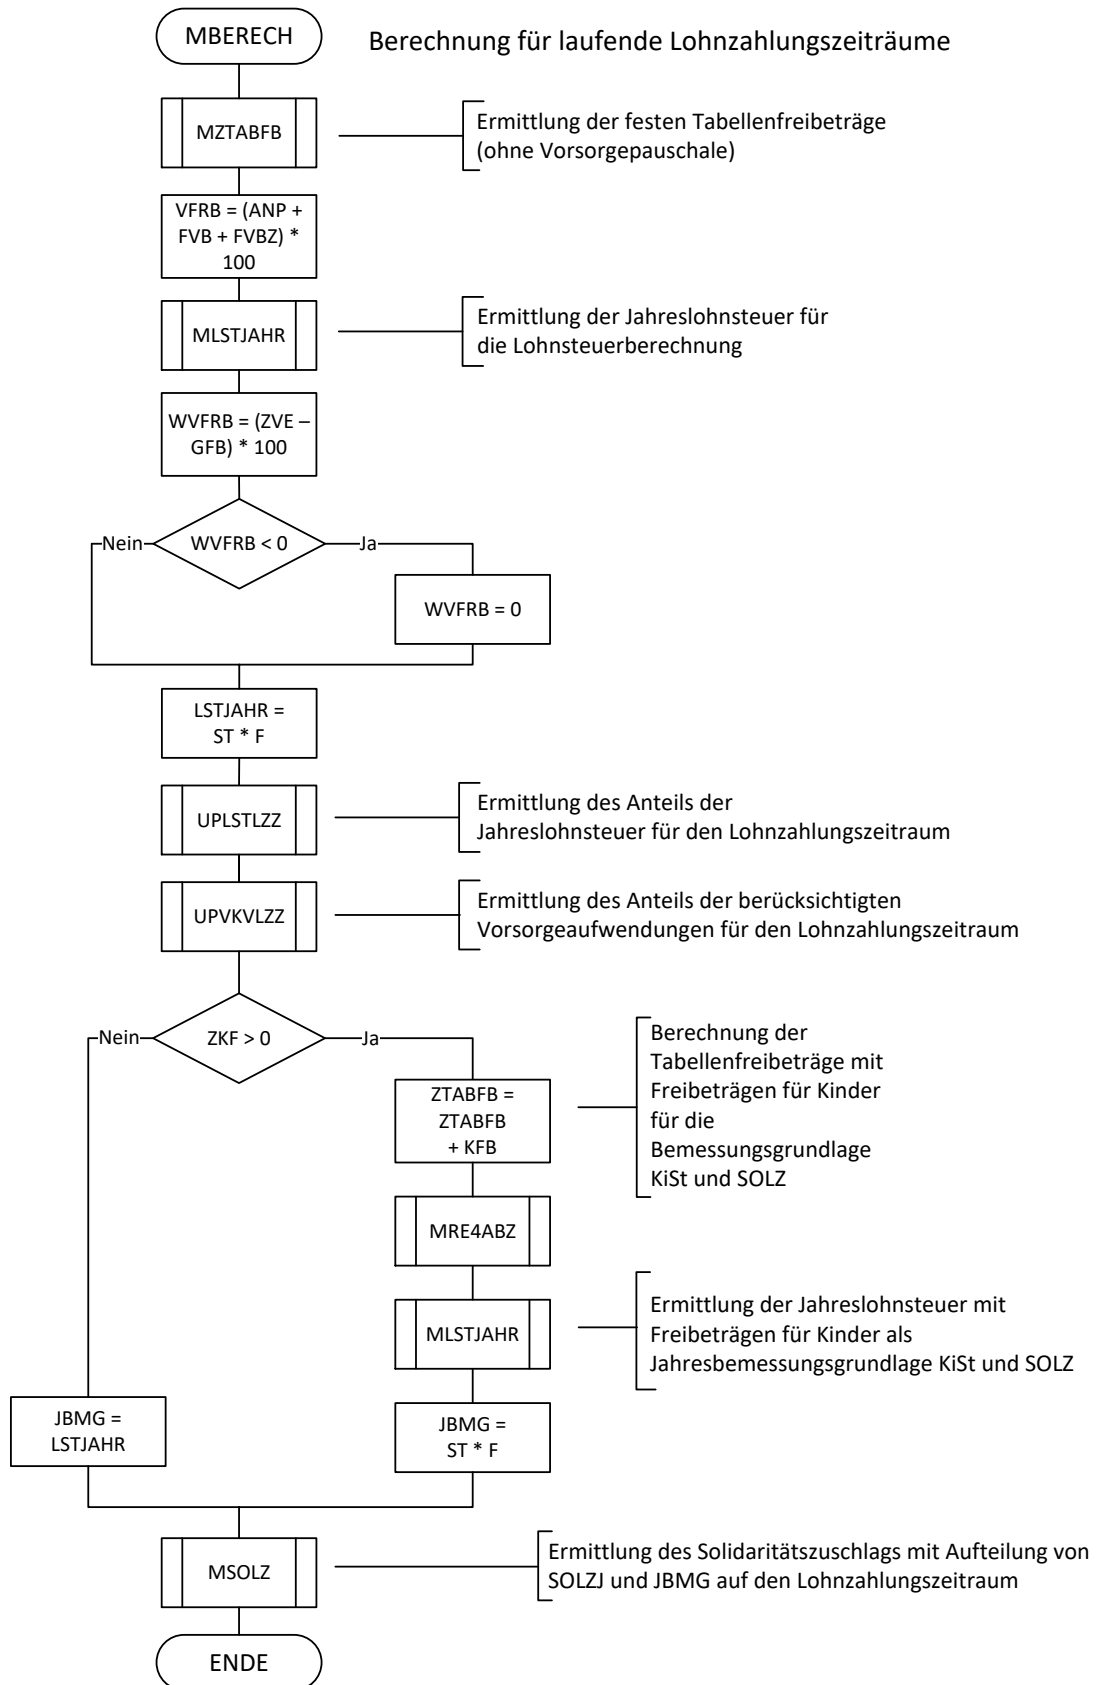 MBERECH
Berechnung für laufende Lohnzahlungszeiträume
MZTABFB
Ermittlung der festen Tabellenfreibeträge
(ohne Vorsorgepauschale)
VFRB = (ANP +
FVB + FVBZ) *
100
MLSTJAHR
Ermittlung der Jahreslohnsteuer für
die Lohnsteuerberechnung
WVFRB = (ZVE –
GFB) * 100
Nein
WVFRB < 0
Ja
WVFRB = 0
LSTJAHR =
ST * F
UPLSTLZZ
Ermittlung des Anteils der
Jahreslohnsteuer für den Lohnzahlungszeitraum
UPVKVLZZ
Ermittlung des Anteils der berücksichtigten
Vorsorgeaufwendungen für den Lohnzahlungszeitraum
Nein
ZKF > 0
Ja
ZTABFB =
ZTABFB
+ KFB
Berechnung der
Tabellenfreibeträge mit
Freibeträgen für Kinder
für die
Bemessungsgrundlage
KiSt und SOLZ
MRE4ABZ
MLSTJAHR
Ermittlung der Jahreslohnsteuer mit
Freibeträgen für Kinder als
Jahresbemessungsgrundlage KiSt und SOLZ
JBMG =
LSTJAHR
JBMG =
ST * F
MSOLZ
Ermittlung des Solidaritätszuschlags mit Aufteilung von
SOLZJ und JBMG auf den Lohnzahlungszeitraum
ENDE